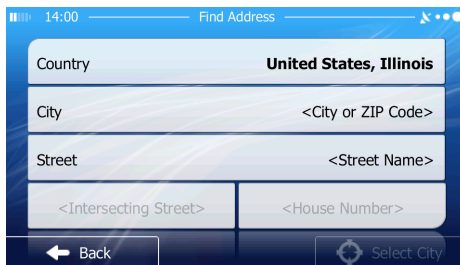 14:00 Find Address
Country United States, Illinois
City <City or ZIP Code>
Street <Street Name>
<Intersecting Street> <House Number>
Back Select City